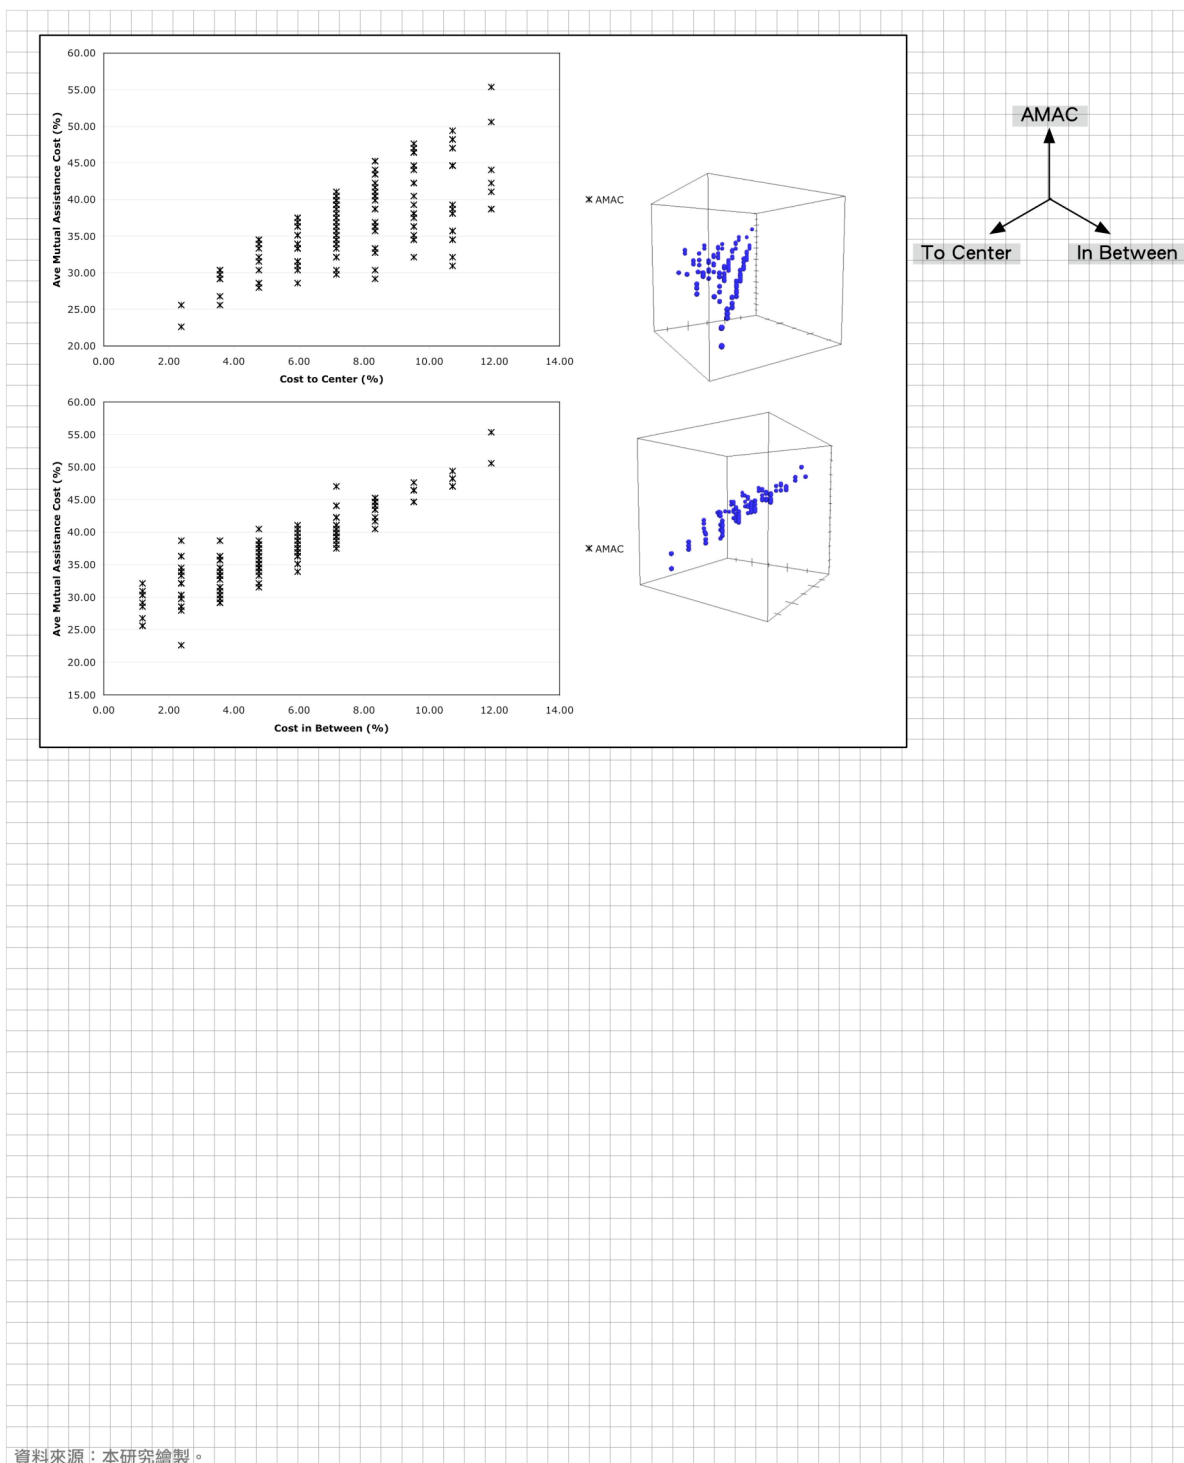 60.00
55.00
50.00
45.00
40.00
35.00
30.00
25.00
20.00
Ave Mutual Assistance Cost (%)
0.00 2.00 4.00 6.00 8.00 10.00 12.00 14.00
Cost to Center (%)
AMAC
60.00
55.00
50.00
45.00
40.00
35.00
30.00
25.00
20.00
15.00
Ave Mutual Assistance Cost (%)
0.00 2.00 4.00 6.00 8.00 10.00 12.00 14.00
Cost in Between (%)
AMAC
AMAC
To Center In Between
資料來源：本研究繪製。